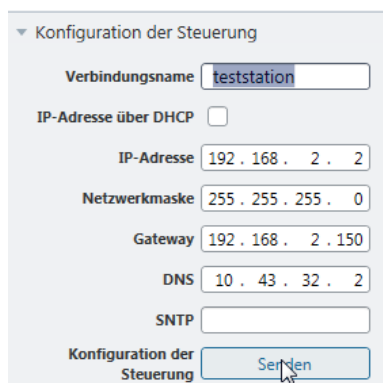 Konfiguration der Steuerung
Verbindungsname teststation
IP-Adresse über DHCP
IP-Adresse 192 . 168 . 2 . 2
Netzwerkmaske 255 . 255 . 255 . 0
Gateway 192 . 168 . 2 . 150
DNS 10 . 43 . 32 . 2
SNTP
Konfiguration der
Steuerung Senden